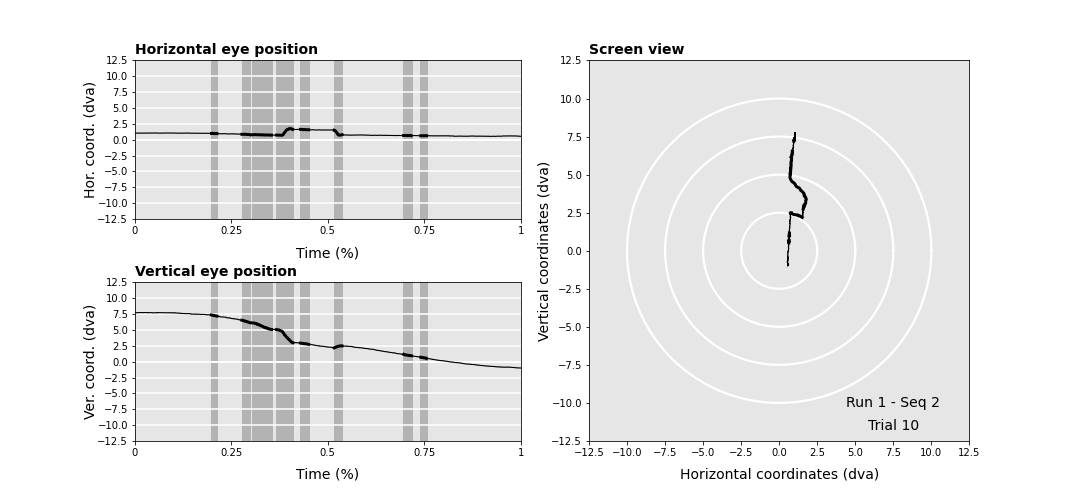 Horizontal eye position
12.5
10.0
7.5
5.0
2.5
0.0
−2.5
−5.0
−7.5
−10.0
−12.5
Hor. coord. (dva)
0 0.25 0.5 0.75 1
Time (%)
Vertical eye position
12.5
10.0
7.5
5.0
2.5
0.0
−2.5
−5.0
−7.5
−10.0
−12.5
Ver. coord. (dva)
0 0.25 0.5 0.75 1
Time (%)
Screen view
12.5
10.0
7.5
5.0
2.5
0.0
−2.5
−5.0
−7.5
−10.0
−12.5
Vertical coordinates (dva)
Run 1 - Seq 2
Trial 10
−12.5 −10.0 −7.5 −5.0 −2.5 0.0 2.5 5.0 7.5 10.0 12.5
Horizontal coordinates (dva)